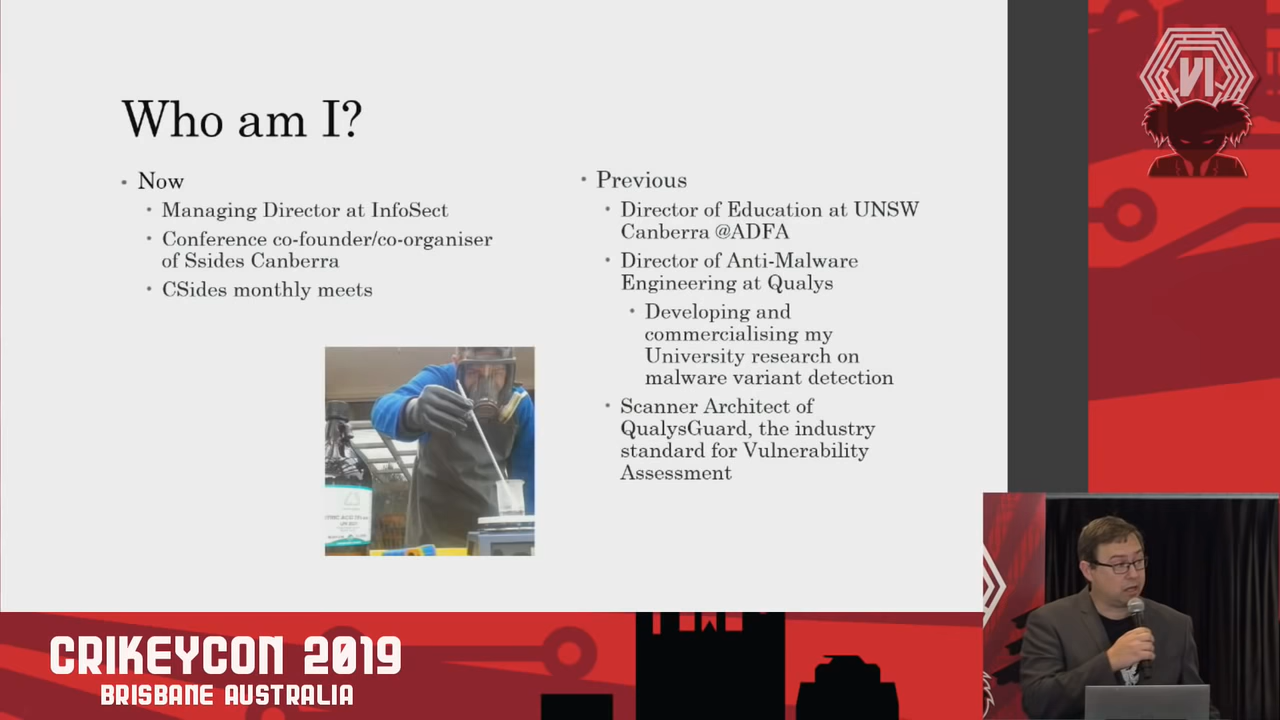 VI
Who am I?
Now
Managing Director at InfoSect
Conference co-founder/co-organiser
of Ssides Canberra
CSides monthly meets
Previous
Director of Education at UNSW
Canberra @ADFA
Director of Anti-Malware
Engineering at Qualys
Developing and
commercialising my
University research on
malware variant detection
Scanner Architect of
QualysGuard, the industry
standard for Vulnerability
Assessment
CRIKEYCON 2019
BRISBANE AUSTRALIA